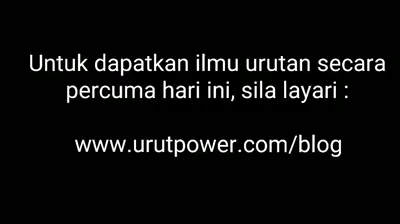 Untuk dapatkan ilmu urutan secara
percuma hari ini, sila layari :
www.urutpower.com/blog